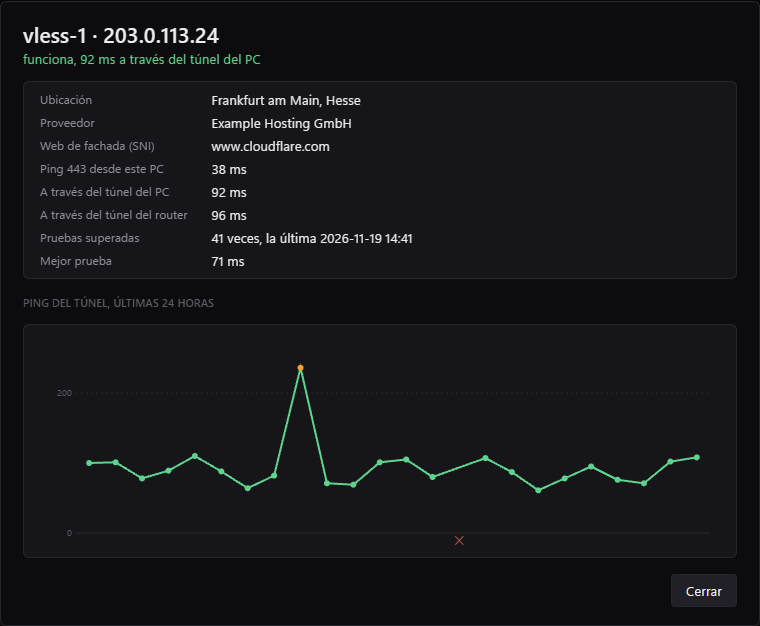 vless-1 · 203.0.113.24
funciona, 92 ms a través del túnel del PC
Ubicación Frankfurt am Main, Hesse
Proveedor Example Hosting GmbH
Web de fachada (SNI) www.cloudflare.com
Ping 443 desde este PC 38 ms
A través del túnel del PC 92 ms
A través del túnel del router 96 ms
Pruebas superadas 41 veces, la última 2026-11-19 14:41
Mejor prueba 71 ms
PING DEL TÚNEL, ÚLTIMAS 24 HORAS
200
0
Cerrar